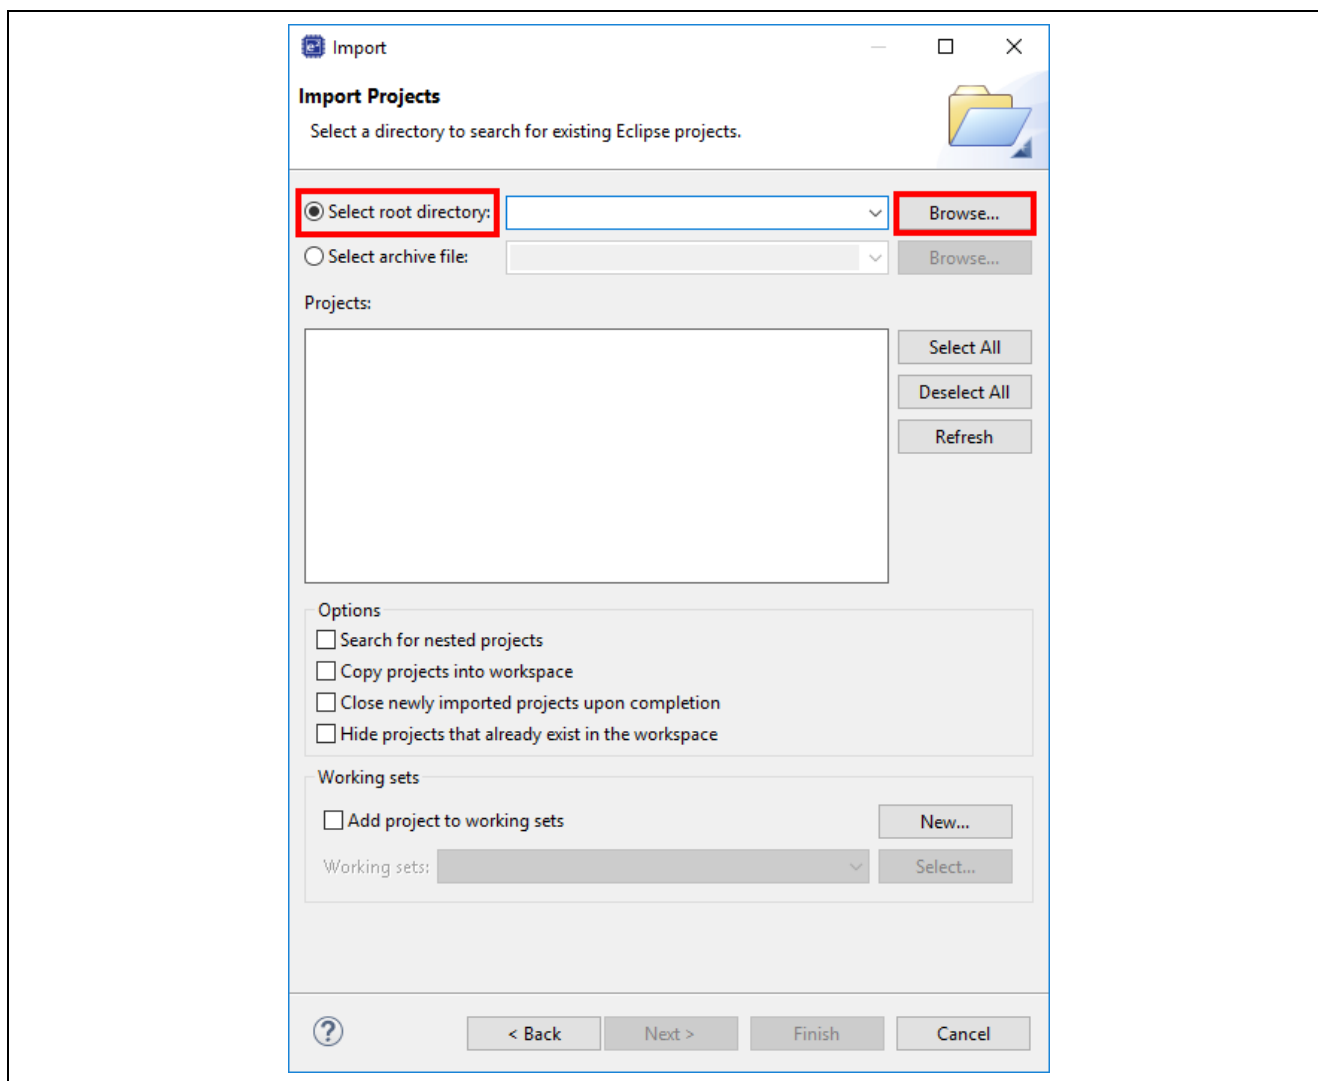 Import
Import Projects
Select a directory to search for existing Eclipse projects.
Select root directory: Browse...
Select archive file: Browse...
Projects:
Select All
Deselect All
Refresh
Options
Search for nested projects
Copy projects into workspace
Close newly imported projects upon completion
Hide projects that already exist in the workspace
Working sets
Add project to working sets New...
Working sets: Select...
? < Back Next > Finish Cancel